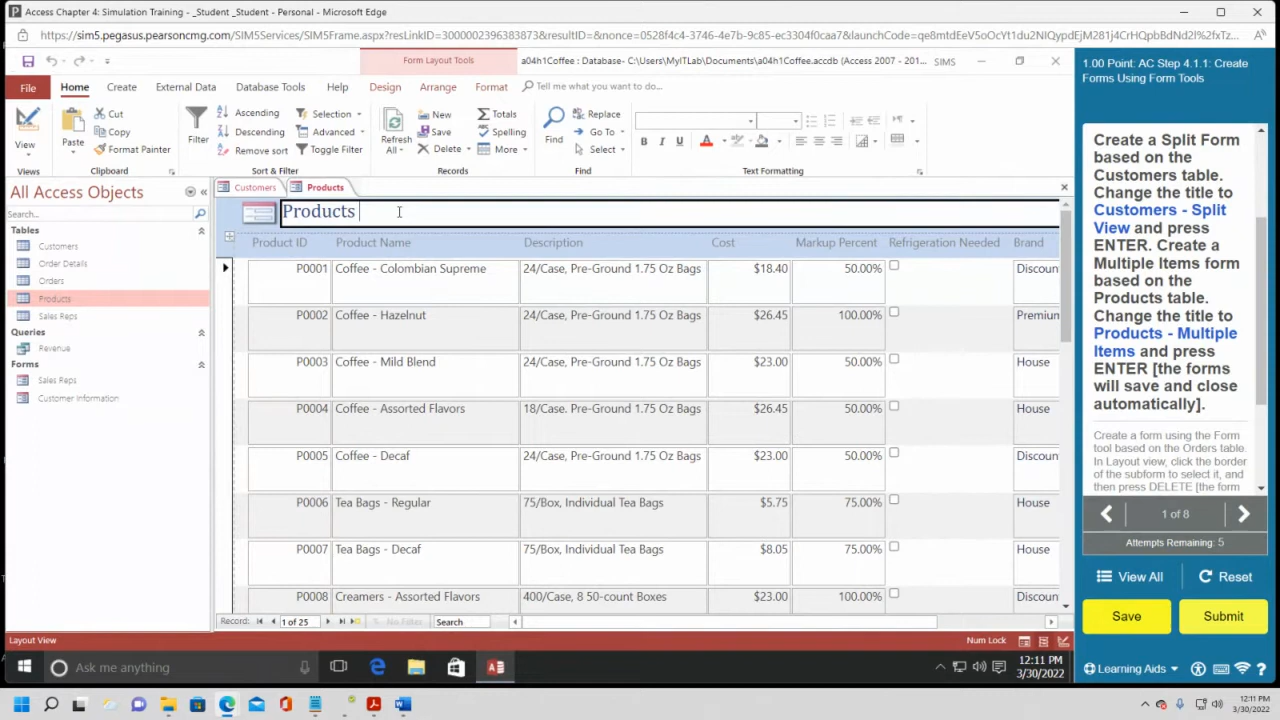 Access Chapter 4: Simulation Training - _Student _Student - Personal - Microsoft Edge
https://sim5.pegasus.pearsoncmg.com/SIM5Services/SIM5Frame.aspx?resLinkID=3000002396383873&resultID=&nonce=0528f4c4-3746-4e7b-9c85-ec3304f0caa7&launchCode=
Form Layout Tools
a04h1Coffee : Database- C:\Users\MyITLab\Documents\a04h1Coffee.accdb (Access 2007 - 201...
SIMS
File Home Create External Data Database Tools Help Design Arrange Format Tell me what you want to do...
View
Views
Paste
Cut
Copy
Format Painter
Clipboard
Filter
Ascending
Descending
Remove sort
Selection
Advanced
Toggle Filter
Sort & Filter
Refresh All
New
Save
Delete
Totals
Spelling
More
Records
Find
Replace
Go To
Select
Find
B I U A
Text Formatting
All Access Objects
Search...
Tables
Customers
Order Details
Orders
Products
Sales Reps
Queries
Revenue
Forms
Sales Reps
Customer Information
Customers Products
Products
Product ID Product Name Description Cost Markup Percent Refrigeration Needed Brand
P0001 Coffee - Colombian Supreme 24/Case, Pre-Ground 1.75 Oz Bags $18.40 50.00% Discoun
P0002 Coffee - Hazelnut 24/Case, Pre-Ground 1.75 Oz Bags $26.45 100.00% Premium
P0003 Coffee - Mild Blend 24/Case, Pre-Ground 1.75 Oz Bags $23.00 50.00% House
P0004 Coffee - Assorted Flavors 18/Case. Pre-Ground 1.75 Oz Bags $26.45 50.00% House
P0005 Coffee - Decaf 24/Case, Pre-Ground 1.75 Oz Bags $23.00 50.00% Discoun
P0006 Tea Bags - Regular 75/Box, Individual Tea Bags $5.75 75.00% House
P0007 Tea Bags - Decaf 75/Box, Individual Tea Bags $8.05 75.00% House
P0008 Creamers - Assorted Flavors 400/Case, 8 50-count Boxes $23.00 100.00% Discoun
Record: 1 of 25 No Filter Search
Layout View
Num Lock
Ask me anything
12:11 PM
3/30/2022
1.00 Point: AC Step 4.1.1: Create
Forms Using Form Tools
Create a Split Form
based on the
Customers table.
Change the title to
Customers - Split
View and press
ENTER. Create a
Multiple Items form
based on the
Products table.
Change the title to
Products - Multiple
Items and press
ENTER [the forms
will save and close
automatically].
Create a form using the Form
tool based on the Orders table.
In Layout view, click the border
of the subform to select it, and
then press DELETE [the form
1 of 8
Attempts Remaining: 5
View All
Reset
Save
Submit
Learning Aids
12:11 PM
3/30/2022